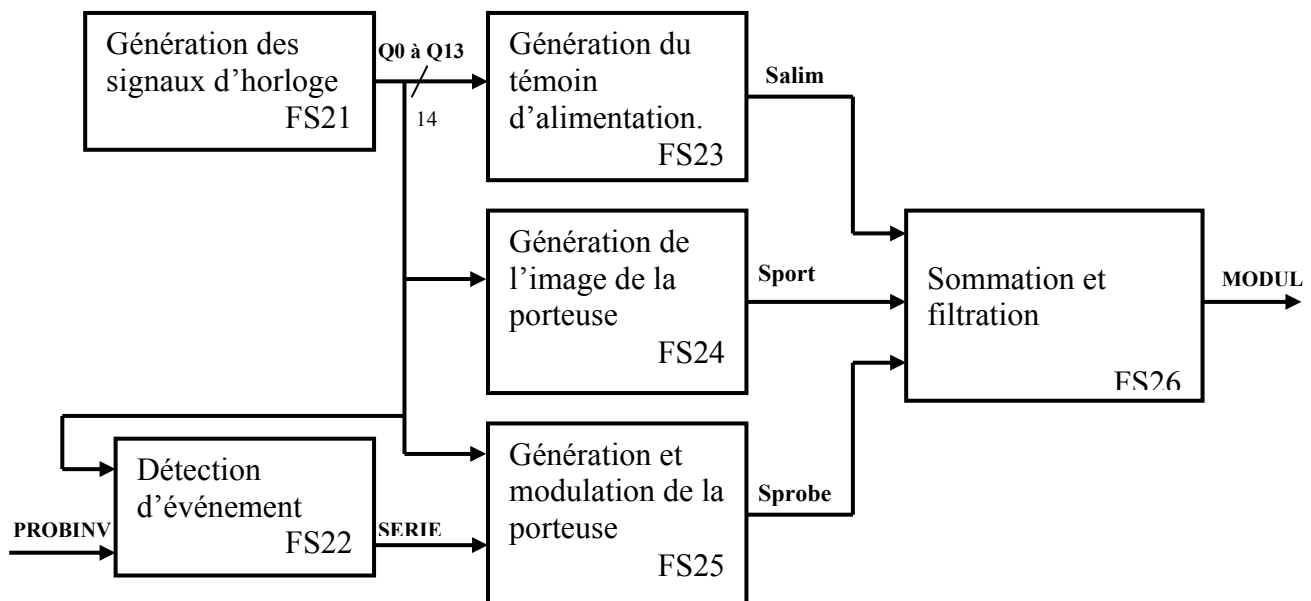 Génération des
signaux d'horloge
FS21
Q0 à Q13
14
Génération du
témoin
d'alimentation.
FS23
Salim
Génération de
l'image de la
porteuse
FS24
Sport
Sommation et
filtration
FS26
MODUL
Détection
d'événement
FS22
PROBINV
SERIE
Génération et
modulation de la
porteuse
FS25
Sprobe